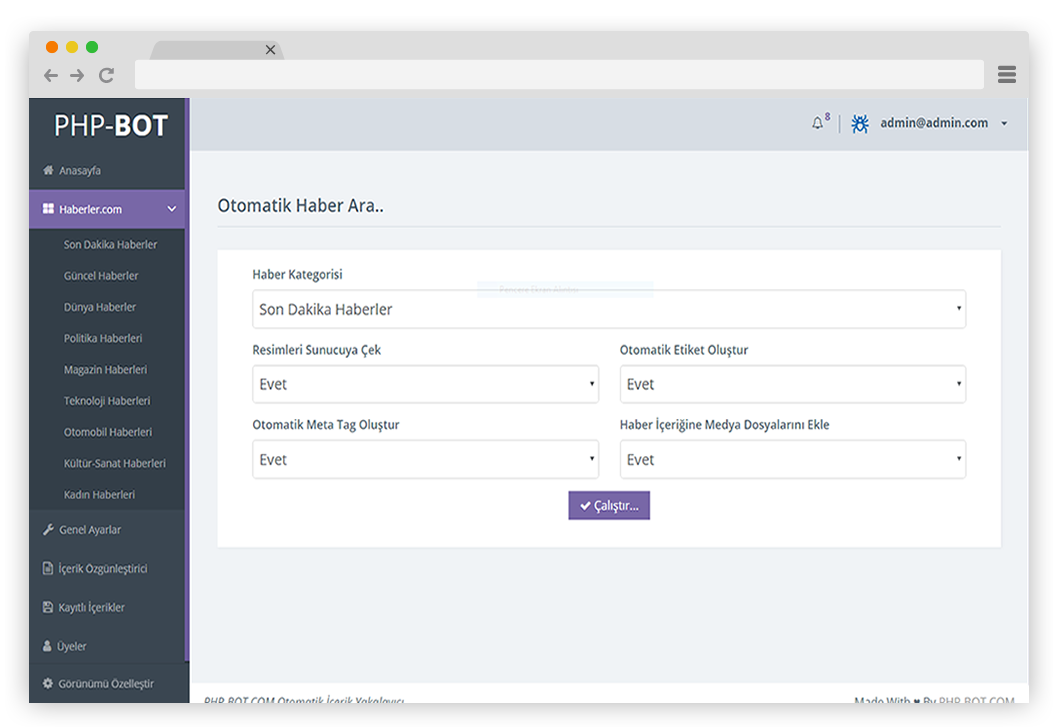 PHP-BOT
8
admin@admin.com
Anasayfa
Haberler.com
Son Dakika Haberler
Güncel Haberler
Dünya Haberler
Politika Haberleri
Magazin Haberleri
Teknoloji Haberleri
Otomobil Haberleri
Kültür-Sanat Haberleri
Kadın Haberleri
Genel Ayarlar
İçerik Özgünleştirici
Kayıtlı İçerikler
Üyeler
Görünümü Özelleştir
Otomatik Haber Ara..
Haber Kategorisi
Son Dakika Haberler
Resimleri Sunucuya Çek
Otomatik Etiket Oluştur
Evet
Evet
Otomatik Meta Tag Oluştur
Haber İçeriğine Medya Dosyalarını Ekle
Evet
Evet
Çalıştır...
PHP-BOT.COM Otomatik İçerik Yakalayıcı
Made With ♥ By PHP-BOT.COM